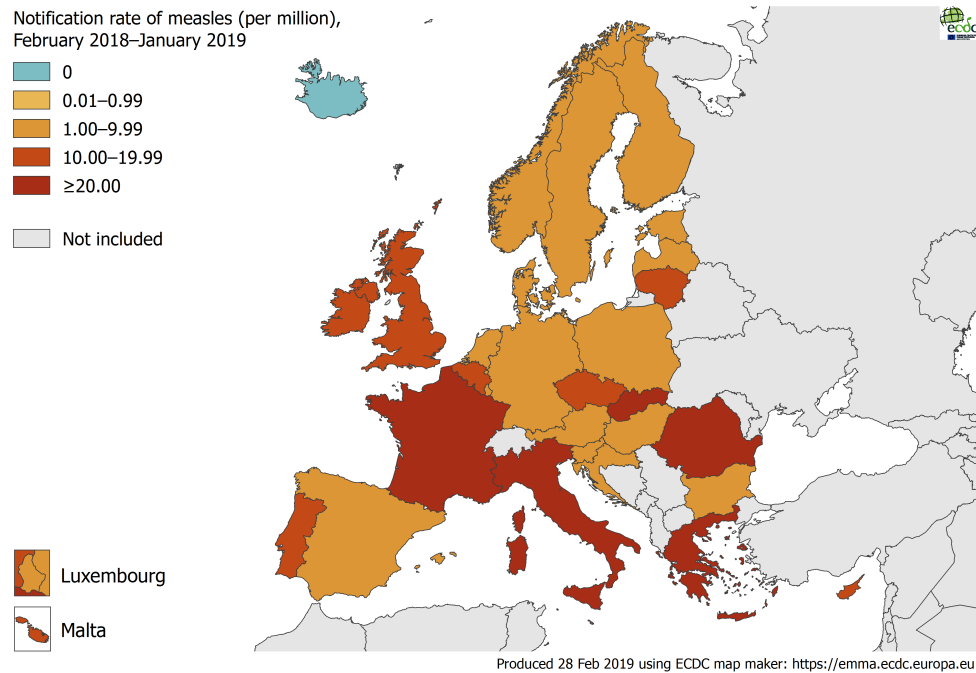 Notification rate of measles (per million),
February 2018–January 2019
0
0.01–0.99
1.00–9.99
10.00–19.99
≥20.00
Not included
Luxembourg
Malta
Produced 28 Feb 2019 using ECDC map maker: https://emma.ecdc.europa.eu